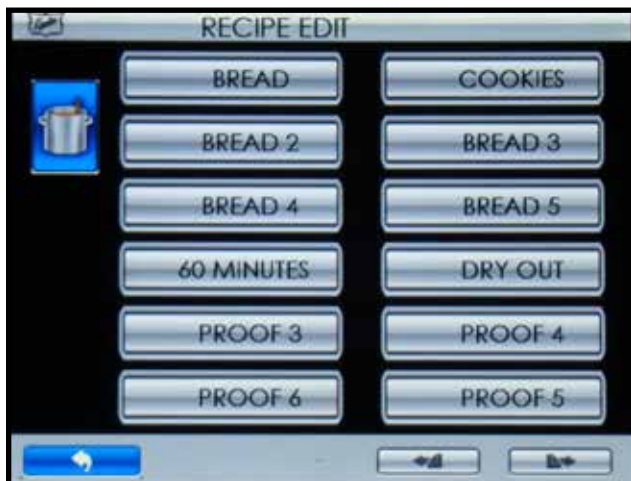 RECIPE EDIT
BREAD
COOKIES
BREAD 2
BREAD 3
BREAD 4
BREAD 5
60 MINUTES
DRY OUT
PROOF 3
PROOF 4
PROOF 6
PROOF 5